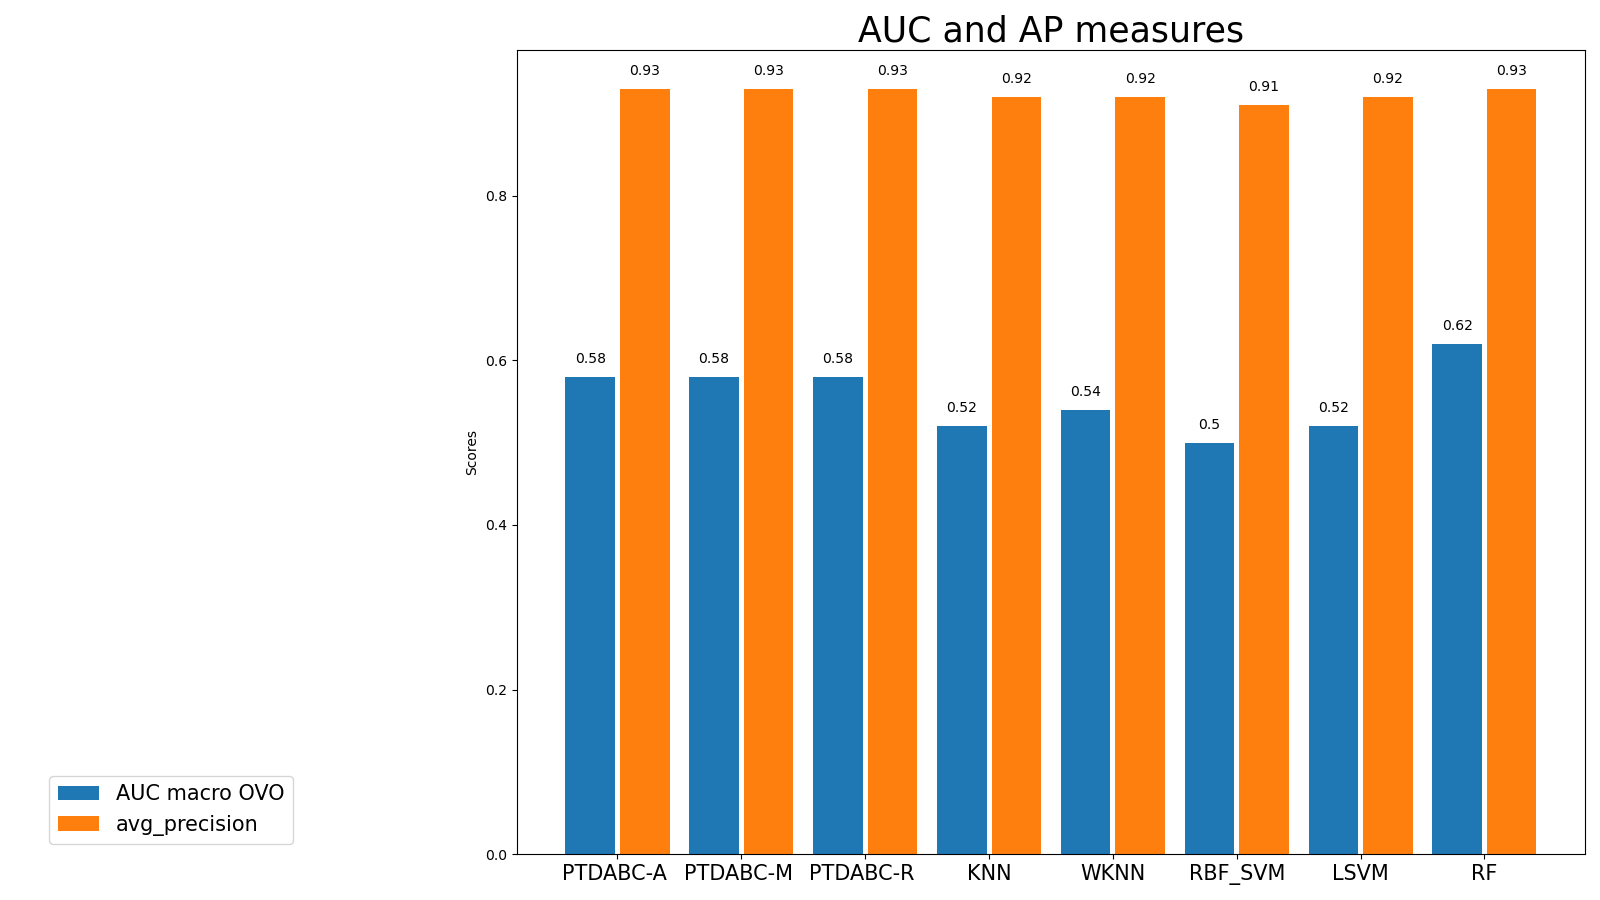 AUC and AP measures
0.93 0.93 0.93 0.92 0.92 0.91 0.92 0.93
0.58 0.58 0.58 0.52 0.54 0.5 0.52 0.62
0.8
0.6
0.4
0.2
0.0
Scores
PTDABC-A PTDABC-M PTDABC-R KNN WKNN RBF_SVM LSVM RF
AUC macro OVO
avg_precision